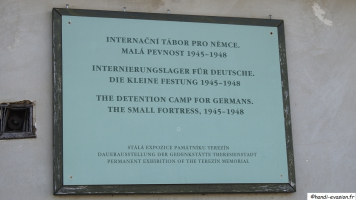 INTERNAČNÍ TÁBOR PRO NĚMCE.
MALÁ PEVNOST 1945–1948
INTERNIERUNGSLAGER FÜR DEUTSCHE.
DIE KLEINE FESTUNG 1945–1948
THE DETENTION CAMP FOR GERMANS.
THE SMALL FORTRESS, 1945–1948
STÁLÁ EXPOZICE PAMÁTNÍKU TEREZÍN
DAUERAUSSTELLUNG DER GEDENKSTÄTTE THERESIENSTADT
PERMANENT EXHIBITION OF THE TEREZÍN MEMORIAL
©handi-evasion.fr